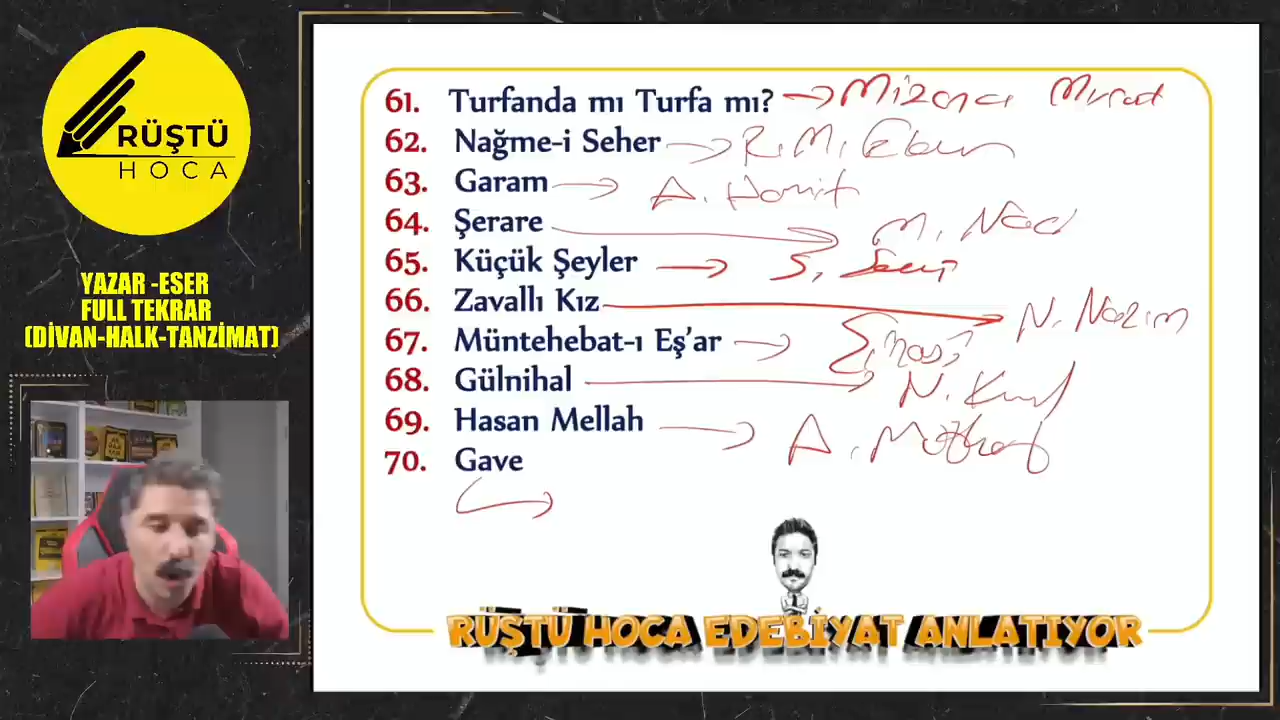 RÜŞTÜ
HOCA
YAZAR -ESER
FULL TEKRAR
(DİVAN-HALK-TANZİMAT)
61. Turfanda mı Turfa mı? → Mizancı Murat
62. Nağme-i Seher → R. M. Ekrem
63. Garam → A. Hamit
64. Şerare → M. Naci
65. Küçük Şeyler → S. Sezai
66. Zavallı Kız → N. Nazım
67. Müntehebat-ı Eş'ar → Şinasi
68. Gülnihal → N. Kemal
69. Hasan Mellah → A. Mithat
70. Gave →
RÜŞTÜ HOCA EDEBİYAT ANLATIYOR